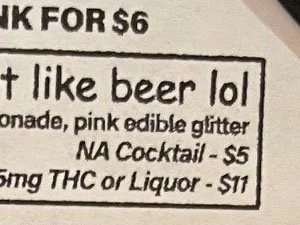 NK FOR $6
t like beer lol
onade, pink edible glitter
NA Cocktail - $5
5mg THC or Liquor - $11